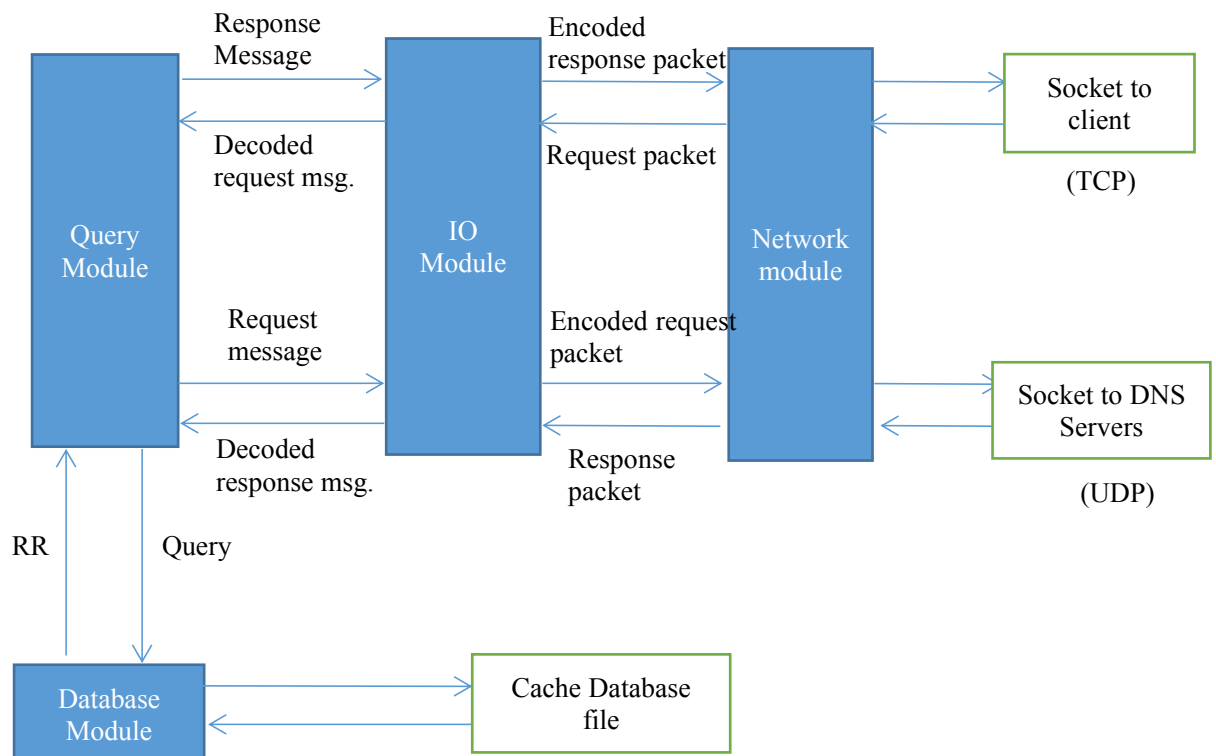 Response
Message
Encoded
response packet
Socket to
client
Decoded
request msg.
Request packet
(TCP)
Query
Module
IO
Module
Network
module
Request
message
Encoded request
packet
Socket to DNS
Servers
Decoded
response msg.
Response
packet
(UDP)
RR
Query
Database
Module
Cache Database
file